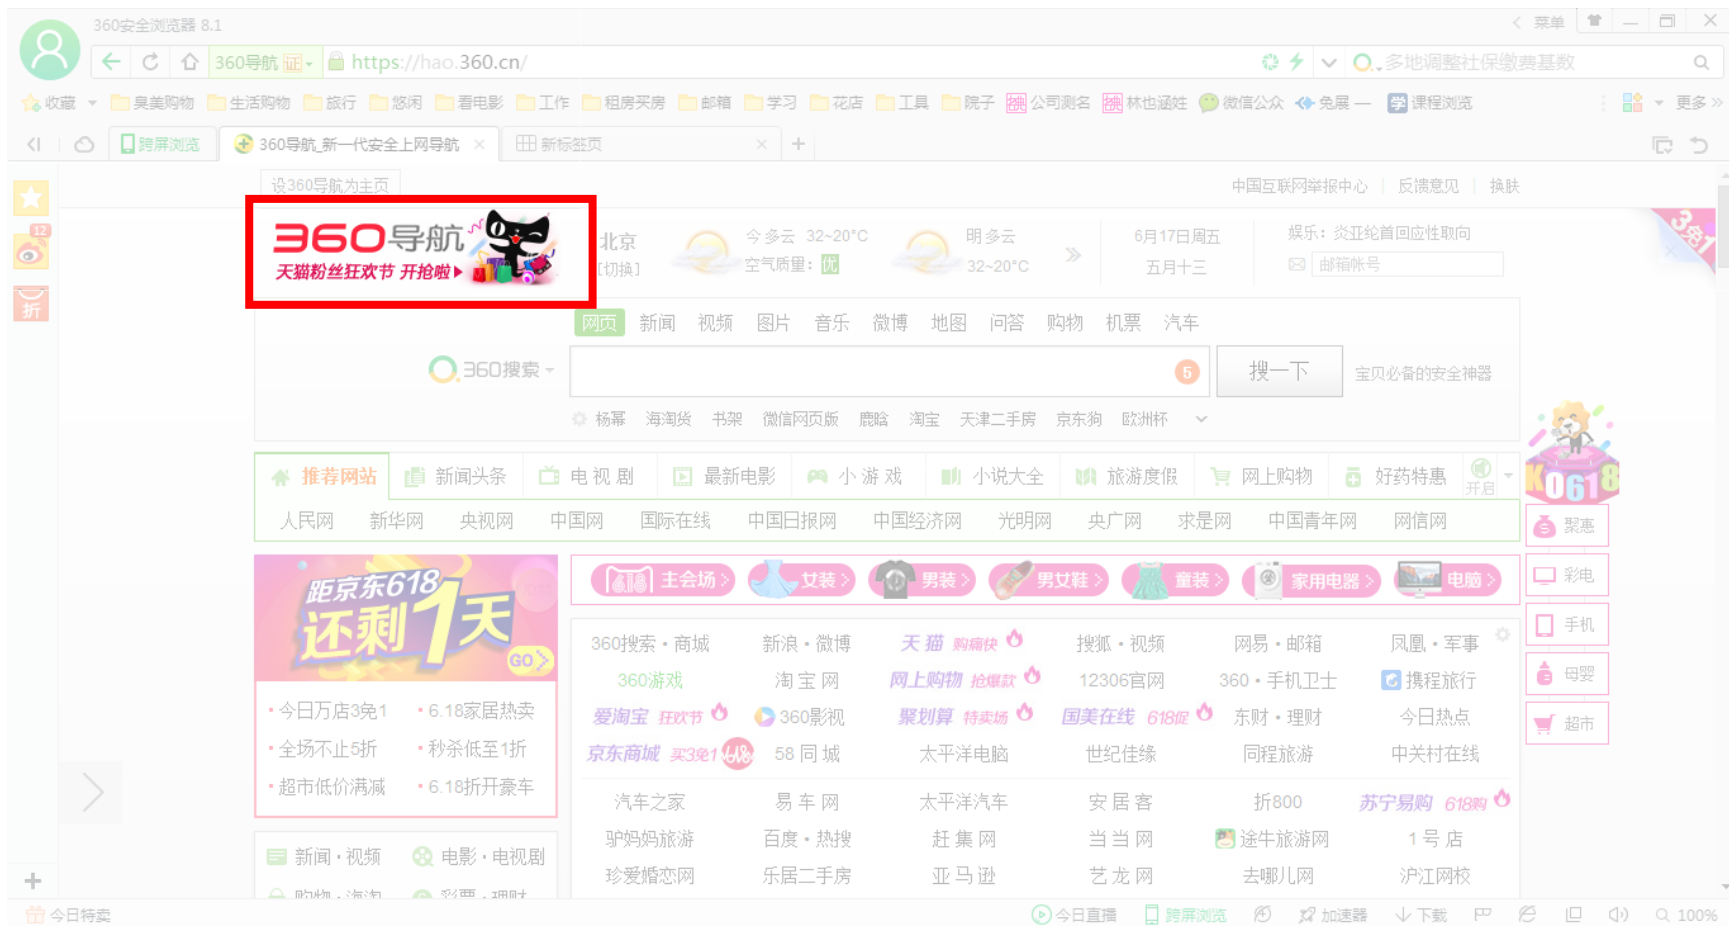 360安全浏览器 8.1
菜单
360导航 证
https://hao.360.cn/
多地调整社保缴费基数
收藏 臭美购物 生活购物 旅行 悠闲 看电影 工作 租房买房 邮箱 学习 花店 工具 院子 公司测名 林也涵姓 微信公众 免展 — 学 课程浏览 更多
跨屏浏览 360导航_新一代安全上网导航 新标签页
设360导航为主页 中国互联网举报中心 反馈意见 换肤
12
折
360导航
天猫粉丝狂欢节 开抢啦
北京
[切换]
今 多云 32~20°C
空气质量：优
明 多云
32~20°C
6月17日 周五
五月十三
娱乐：炎亚纶首回应性取向
邮箱帐号
3免1
网页 新闻 视频 图片 音乐 微博 地图 问答 购物 机票 汽车
360搜索 5 搜一下 宝贝必备的安全神器
杨幂 海淘货 书架 微信网页版 鹿晗 淘宝 天津二手房 京东狗 欧洲杯
推荐网站 新闻头条 电视剧 最新电影 小游戏 小说大全 旅游度假 网上购物 好药特惠 开启
人民网 新华网 央视网 中国网 国际在线 中国日报网 中国经济网 光明网 央广网 求是网 中国青年网 网信网
K0618
聚惠
彩电
手机
母婴
超市
距京东618
还剩1天
GO
618 主会场 女装 男装 男女鞋 童装 家用电器 电脑
今日万店3免1 6.18家居热卖
全场不止5折 秒杀低至1折
超市低价满减 6.18折开豪车
新闻·视频 电影·电视剧
购物·海淘 彩票·理财
360搜索·商城 新浪·微博 天猫 购痛快 搜狐·视频 网易·邮箱 凤凰·军事
360游戏 淘宝网 网上购物 抢爆款 12306官网 360·手机卫士 携程旅行
爱淘宝 狂欢节 360影视 聚划算 特卖场 国美在线 618促 东财·理财 今日热点
京东商城 买3免1 618 58同城 太平洋电脑 世纪佳缘 同程旅游 中关村在线
汽车之家 易车网 太平洋汽车 安居客 折800 苏宁易购 618购
驴妈妈旅游 百度·热搜 赶集网 当当网 途牛旅游网 1号店
珍爱婚恋网 乐居二手房 亚马逊 艺龙网 去哪儿网 沪江网校
今日特卖 今日直播 跨屏浏览 加速器 下载 100%